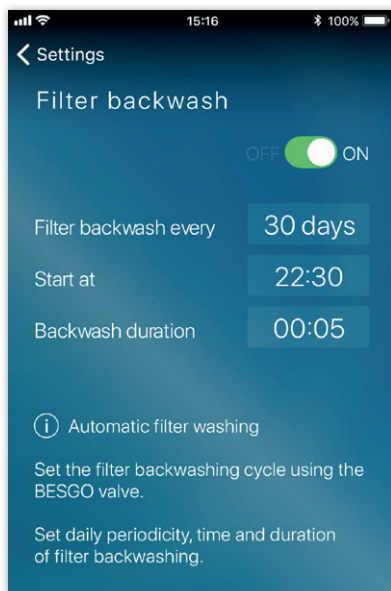 15:16
100%
Settings
Filter backwash
OFF ON
Filter backwash every 30 days
Start at 22:30
Backwash duration 00:05
i Automatic filter washing
Set the filter backwashing cycle using the
BESGO valve.
Set daily periodicity, time and duration
of filter backwashing.